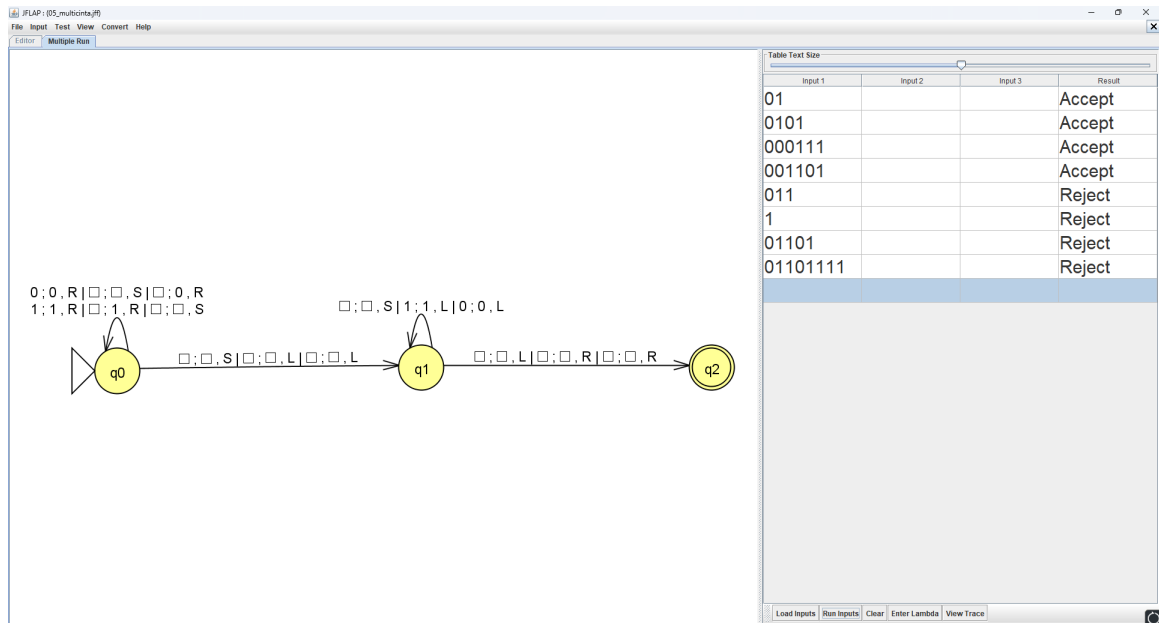 JFLAP : (05_multicinta.jff)
File Input Test View Convert Help
Editor Multiple Run
Table Text Size
Input 1 Input 2 Input 3 Result
01 Accept
0101 Accept
000111 Accept
001101 Accept
011 Reject
1 Reject
01101 Reject
01101111 Reject
0 ; 0 , R | □ ; □ , S | □ ; 0 , R
1 ; 1 , R | □ ; 1 , R | □ ; □ , S
□ ; □ , S | 1 ; 1 , L | 0 ; 0 , L
□ ; □ , S | □ ; □ , L | □ ; □ , L
□ ; □ , L | □ ; □ , R | □ ; □ , R
q0 q1 q2
Load Inputs Run Inputs Clear Enter Lambda View Trace